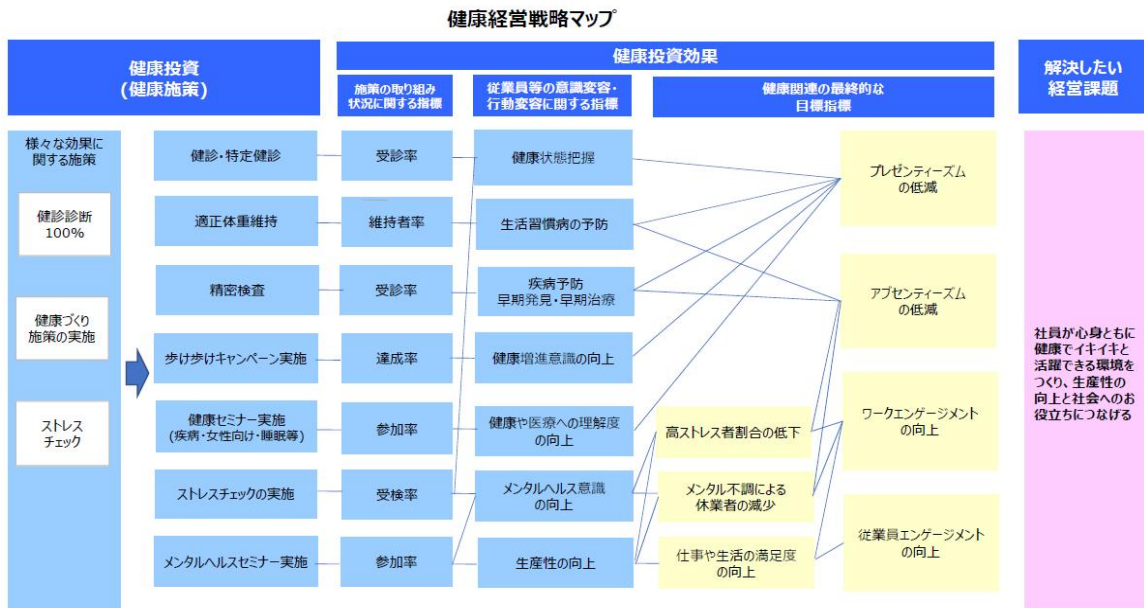 健康経営戦略マップ
健康投資
(健康施策)
健康投資効果
解決したい
経営課題
施策の取り組み
状況に関する指標
従業員等の意識変容・
行動変容に関する指標
健康関連の最終的な
目標指標
様々な効果に
関する施策
健診診断
100%
健康づくり
施策の実施
ストレス
チェック
健診・特定健診
受診率
健康状態把握
適正体重維持
維持者率
生活習慣病の予防
精密検査
受診率
疾病予防
早期発見・早期治療
歩け歩けキャンペーン実施
達成率
健康増進意識の向上
健康セミナー実施
(疾病・女性向け・睡眠等)
参加率
健康や医療への理解度
の向上
ストレスチェックの実施
受検率
メンタルヘルス意識
の向上
メンタルヘルスセミナー実施
参加率
生産性の向上
高ストレス者割合の低下
メンタル不調による
休業者の減少
仕事や生活の満足度
の向上
プレゼンティーズム
の低減
アブセンティーズム
の低減
ワークエンゲージメント
の向上
従業員エンゲージメント
の向上
社員が心身ともに
健康でイキイキと
活躍できる環境を
つくり、生産性の
向上と社会へのお
役立ちにつなげる